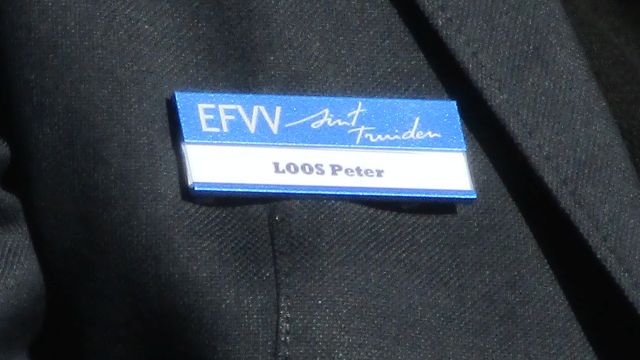 EFVV sint
truiden
LOOS Peter